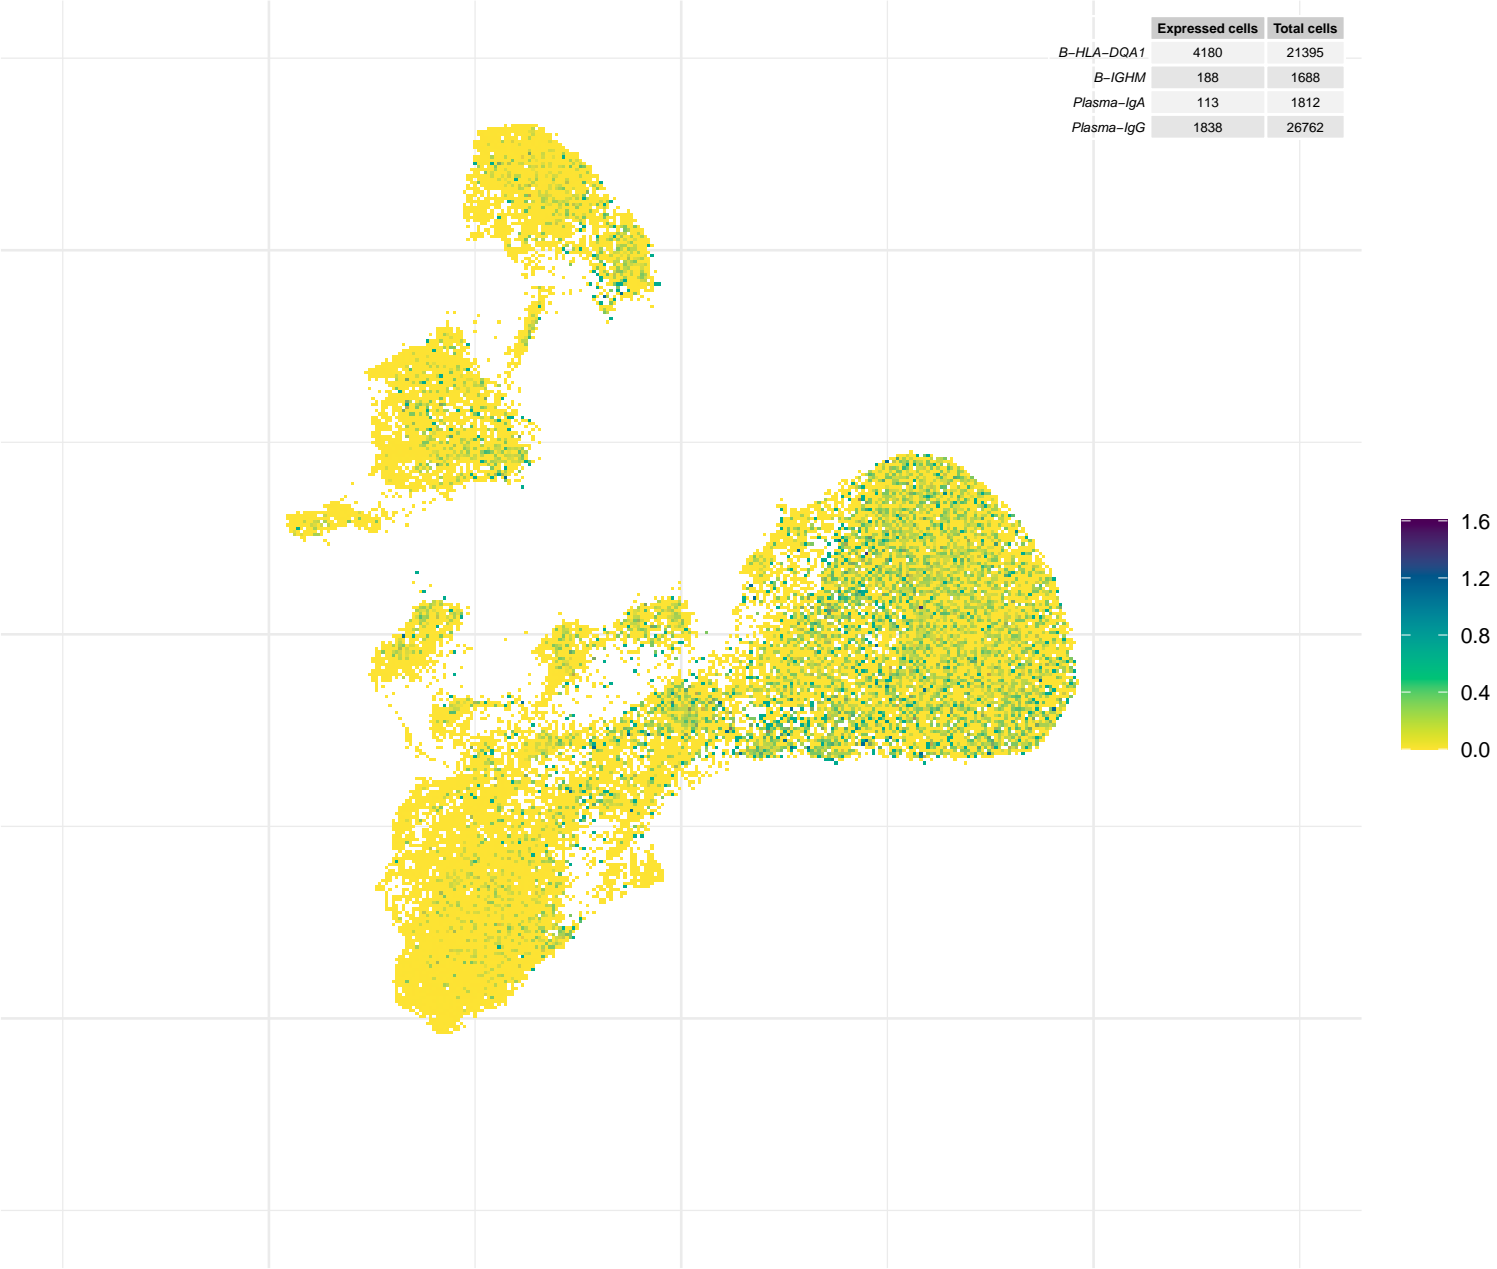 Expressed cells Total cells
B−HLA−DQA1 4180 21395
B−IGHM 188 1688
Plasma−IgA 113 1812
Plasma−IgG 1838 26762
1.6
1.2
0.8
0.4
0.0